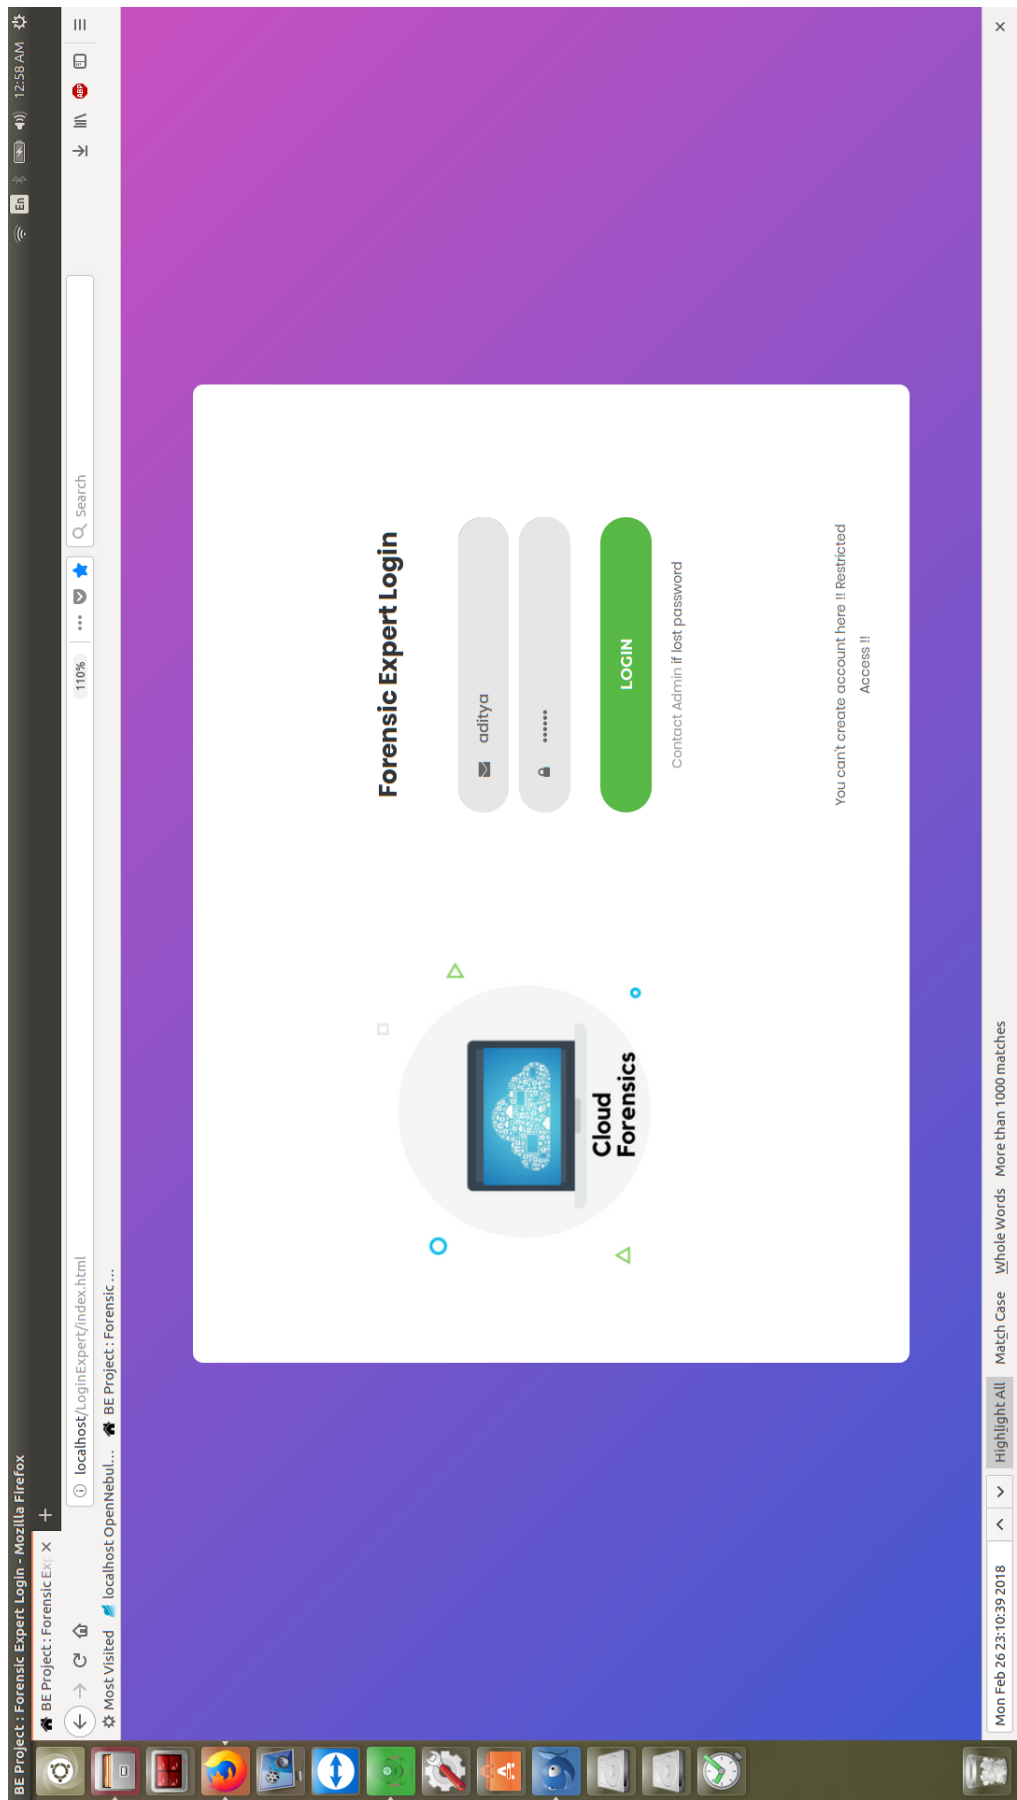 BE Project : Forensic Expert Login - Mozilla Firefox
En
12:58 AM
BE Project : Forensic Exp
localhost/LoginExpert/index.html
110%
Search
ABP
Most Visited
localhost OpenNebul...
BE Project : Forensic ...
Forensic Expert Login
aditya
••••••
LOGIN
Contact Admin if lost password
You can't create account here !! Restricted
Access !!
Cloud
Forensics
Mon Feb 26 23:10:39 2018
Highlight All
Match Case
Whole Words
More than 1000 matches